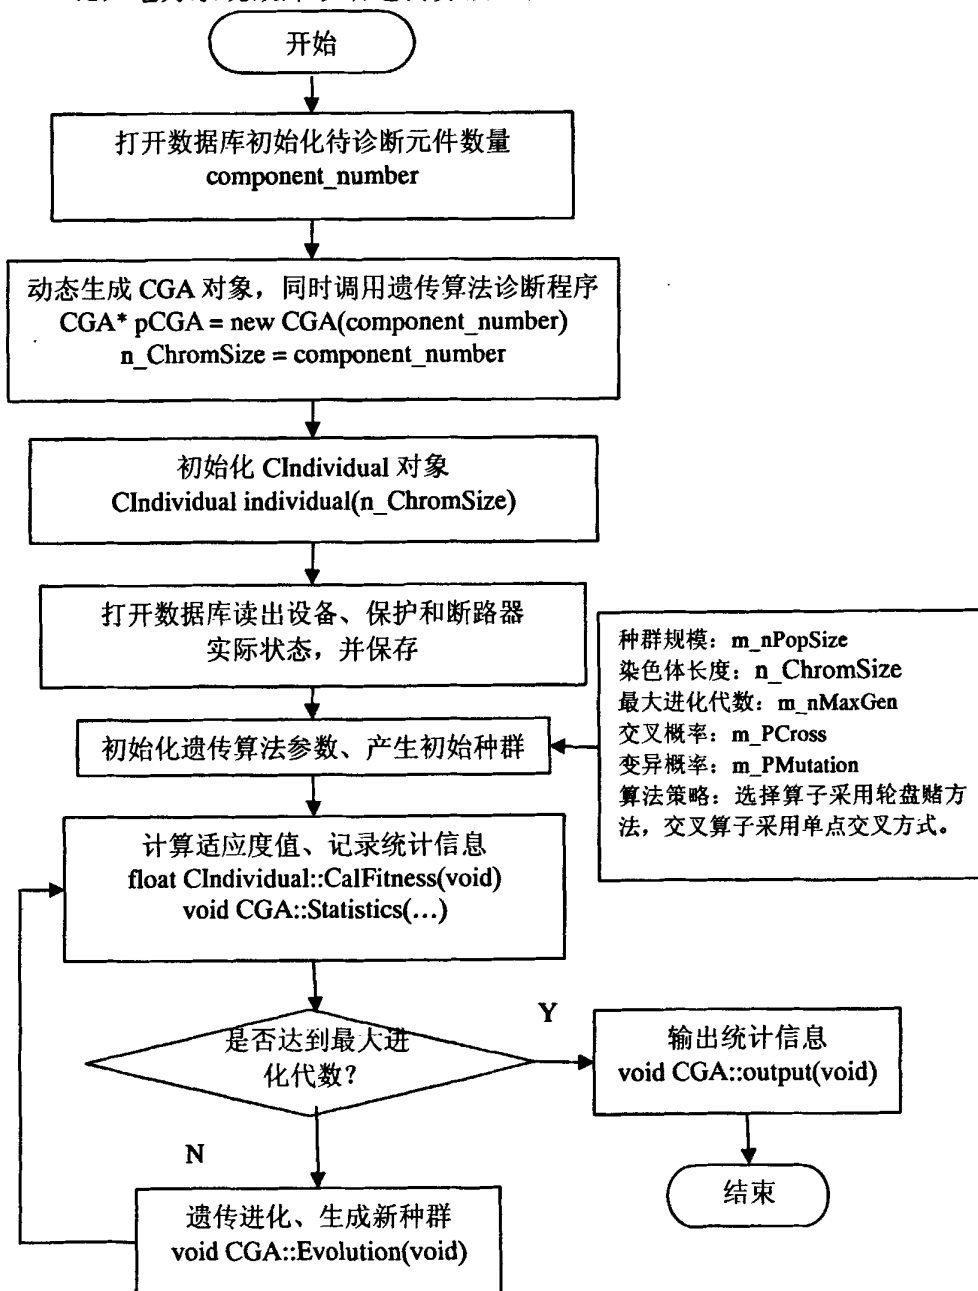 开始
打开数据库初始化待诊断元件数量
component_number
动态生成 CGA 对象，同时调用遗传算法诊断程序
CGA* pCGA = new CGA(component_number)
n_ChromSize = component_number
初始化 CIndividual 对象
CIndividual individual(n_ChromSize)
打开数据库读出设备、保护和断路器
实际状态，并保存
种群规模：m_nPopSize
染色体长度：n_ChromSize
最大进化代数：m_nMaxGen
交叉概率：m_PCross
变异概率：m_PMutation
算法策略：选择算子采用轮盘赌方
法，交叉算子采用单点交叉方式。
初始化遗传算法参数、产生初始种群
计算适应度值、记录统计信息
float CIndividual::CalFitness(void)
void CGA::Statistics(…)
是否达到最大进
化代数？
Y
输出统计信息
void CGA::output(void)
N
结束
遗传进化、生成新种群
void CGA::Evolution(void)